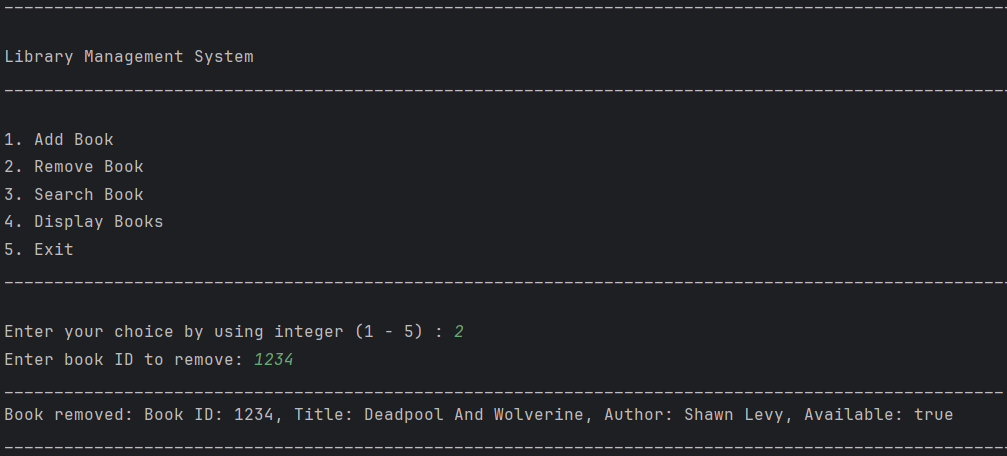 ----------------------------------------------------------------------------------------------------
Library Management System
----------------------------------------------------------------------------------------------------
1. Add Book
2. Remove Book
3. Search Book
4. Display Books
5. Exit
----------------------------------------------------------------------------------------------------
Enter your choice by using integer (1 - 5) : 2
Enter book ID to remove: 1234
____________________________________________________________________________________________________
Book removed: Book ID: 1234, Title: Deadpool And Wolverine, Author: Shawn Levy, Available: true
----------------------------------------------------------------------------------------------------